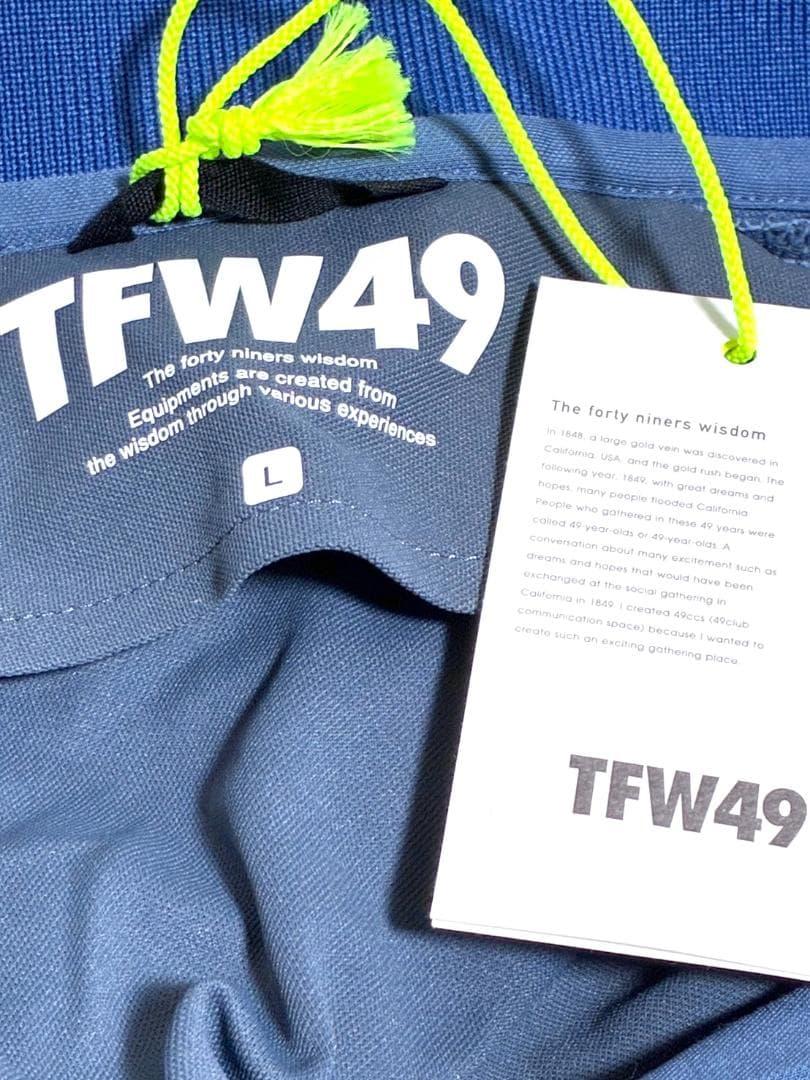 TFW49
The forty niners wisdom
Equipments are created from
the wisdom through various experiences
L
The forty niners wisdom
In 1848, a large gold vein was discovered in
California, USA, and the gold rush began. The
following year, 1849, with great dreams and
hopes, many people flooded California.
People who gathered in these 49 years were
called 49-year-olds or 49-year-olds. A
conversation about many excitement such as
dreams and hopes that would have been
exchanged at the social gathering in
California in 1849. I created 49ccs (49club
communication space) because I wanted to
create such an exciting gathering place.
TFW49